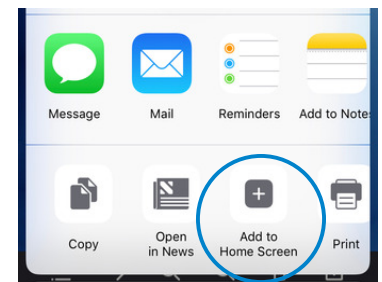 Message
Mail
Reminders
Add to Note
Copy
Open
in News
Add to
Home Screen
Print